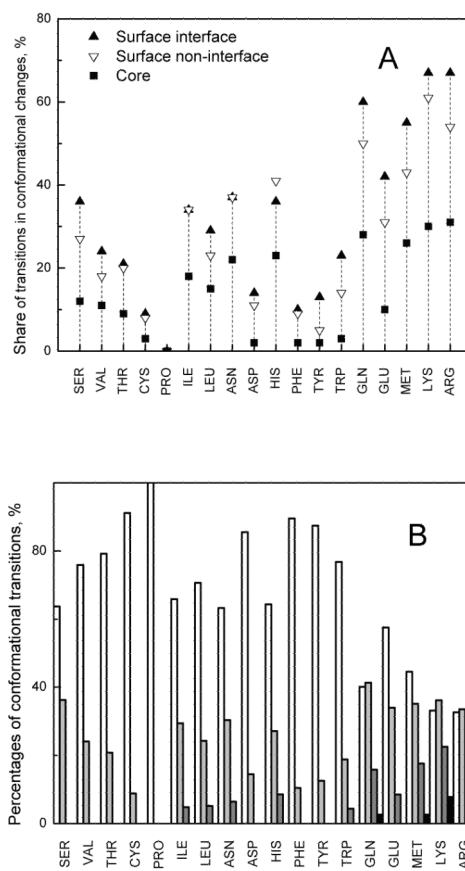 80
Surface interface
Surface non-interface
Core
A
60
40
20
0
Share of transitions in conformational changes, %
SER
VAL
THR
CYS
PRO
ILE
LEU
ASN
ASP
HIS
PHE
TYR
TRP
GLN
GLU
MET
LYS
ARG
B
80
40
0
Percentages of conformational transitions, %
SER
VAL
THR
CYS
PRO
ILE
LEU
ASN
ASP
HIS
PHE
TYR
TRP
GLN
GLU
MET
LYS
ARG